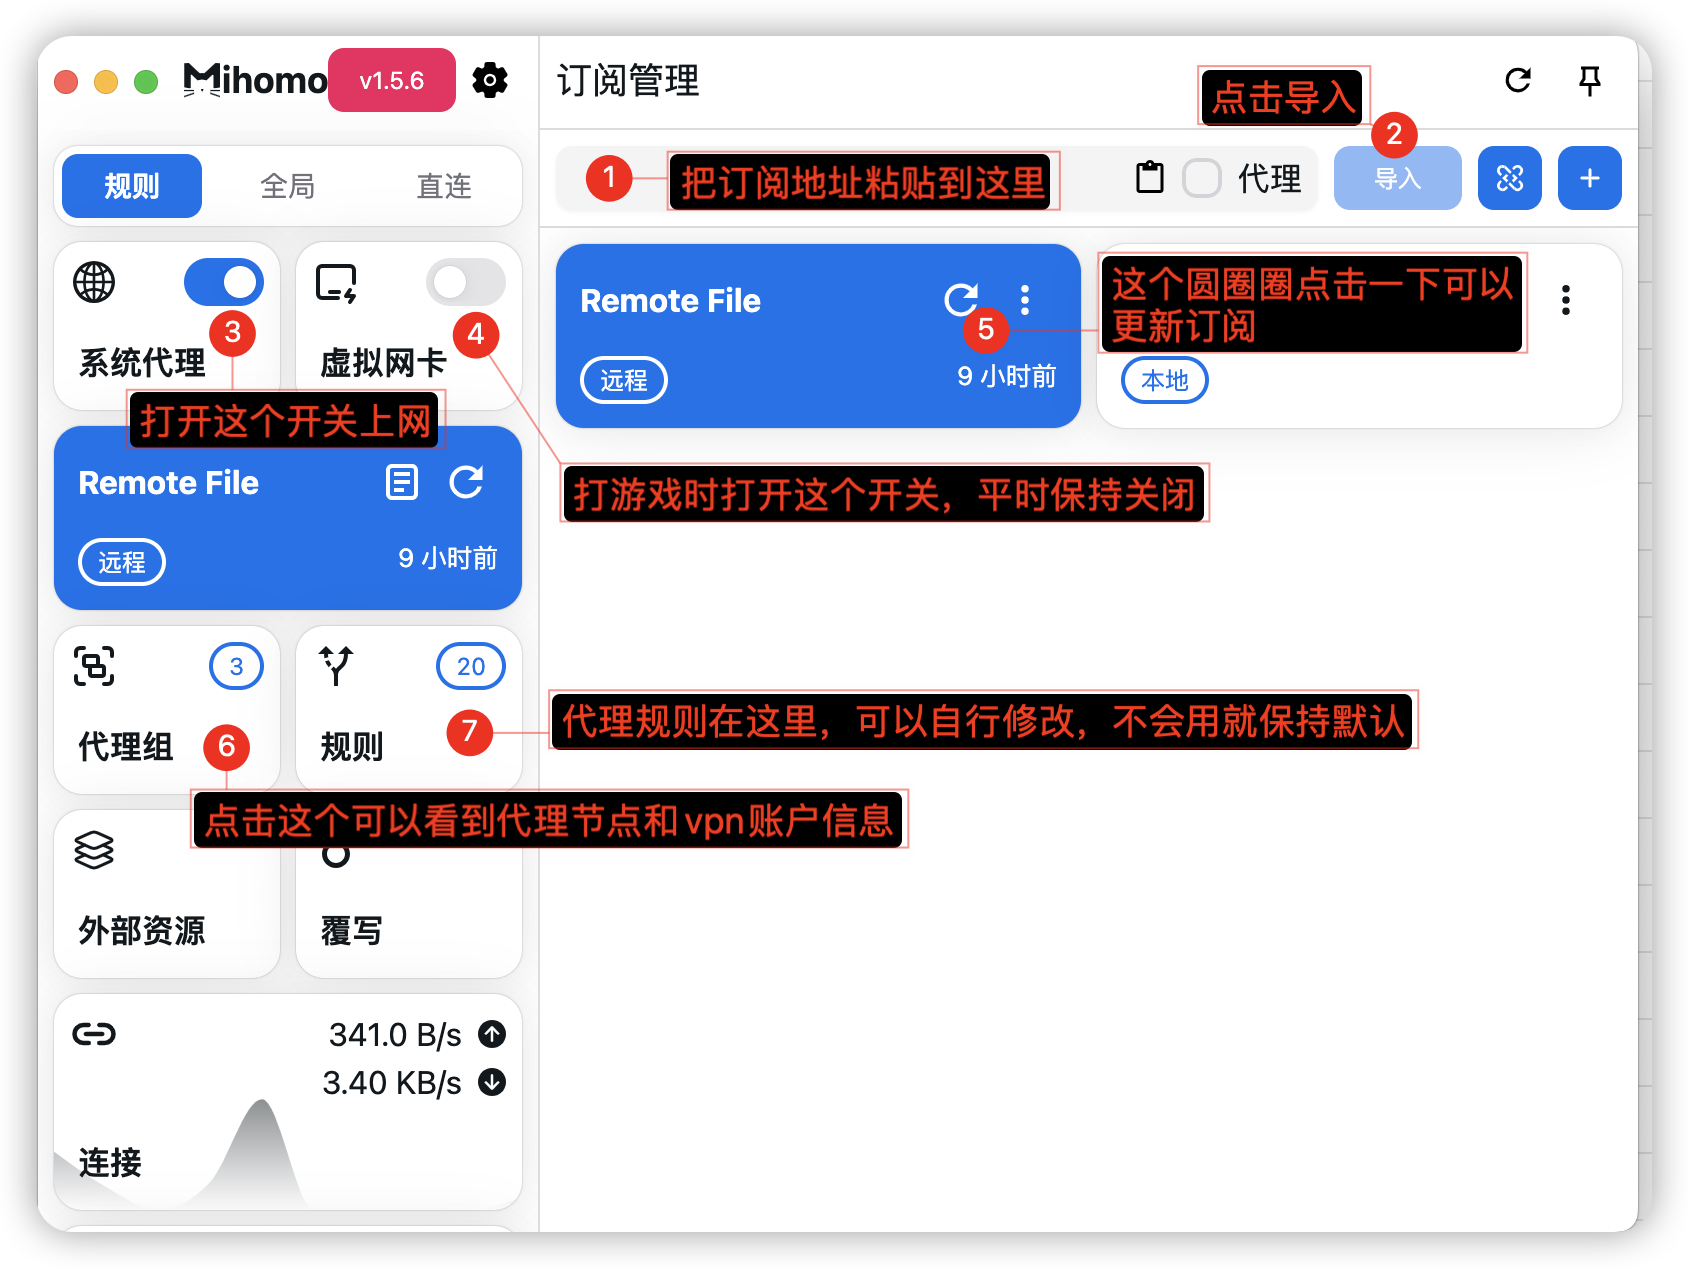 Mihomo
v1.5.6
订阅管理
点击导入
2
规则
全局
直连
1
把订阅地址粘贴到这里
代理
导入
系统代理
3
虚拟网卡
4
打开这个开关上网
Remote File
5
远程
9 小时前
这个圆圈圈点击一下可以
更新订阅
本地
Remote File
远程
9 小时前
打游戏时打开这个开关，平时保持关闭
3
代理组
6
20
规则
7
代理规则在这里，可以自行修改，不会用就保持默认
点击这个可以看到代理节点和vpn账户信息
外部资源
覆写
341.0 B/s
3.40 KB/s
连接